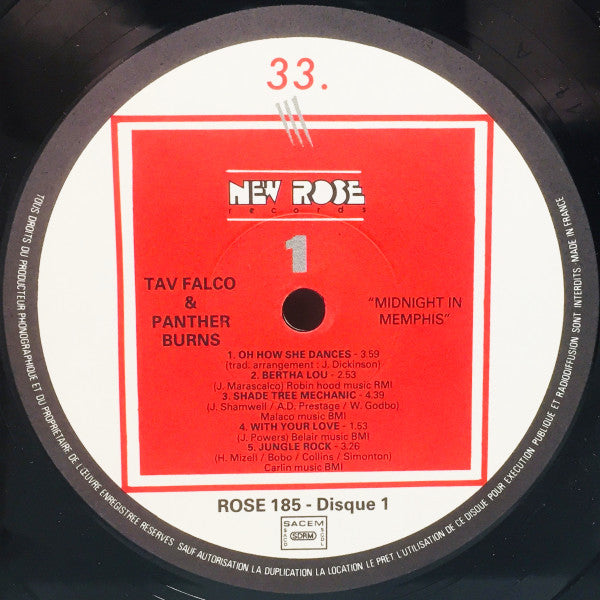 33.
NEW ROSE
records
1
TAV FALCO
&
PANTHER
BURNS
"MIDNIGHT IN
MEMPHIS"
1. OH HOW SHE DANCES - 3.59
(trad. arrangement : J. Dickinson)
2. BERTHA LOU - 2.53
(J. Marascalco) Robin hood music RMI
3. SHADE TREE MECHANIC - 4.39
(J. Shamwell / A.D. Prestage / W. Godbo)
Malaco music BMI
4. WITH YOUR LOVE - 1.53
(J. Powers) Belair music BMI
5. JUNGLE ROCK - 3.26
(H. Mizell / Bobo / Collins / Simonton)
Carlin music BMI
ROSE 185 - Disque 1
SACEM
SDRM
TOUS DROITS DU PRODUCTEUR PHONOGRAPHIQUE ET DU PROPRIETAIRE DE L'ŒUVRE ENREGISTREE RESERVES. SAUF AUTORISATION LA DUPLICATION LA LOCATION LE PRET L'UTILISATION DE CE DISQUE POUR EXECUTION PUBLIQUE ET RADIODIFFUSION SONT INTERDITS · MADE IN FRANCE